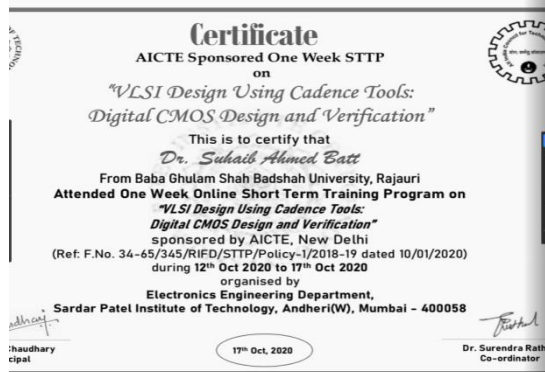 Certificate
AICTE Sponsored One Week STTP
on
"VLSI Design Using Cadence Tools:
Digital CMOS Design and Verification"
This is to certify that
Dr. Suhaib Ahmed Batt
From Baba Ghulam Shah Badshah University, Rajauri
Attended One Week Online Short Term Training Program on
"VLSI Design Using Cadence Tools:
Digital CMOS Design and Verification"
sponsored by AICTE, New Delhi
(Ref: F.No. 34-65/345/RIFD/STTP/Policy-1/2018-19 dated 10/01/2020)
during 12th Oct 2020 to 17th Oct 2020
organised by
Electronics Engineering Department,
Sardar Patel Institute of Technology, Andheri(W), Mumbai - 400058
haudhary
cipal
17th Oct, 2020
Dr. Surendra Rath
Co-ordinator